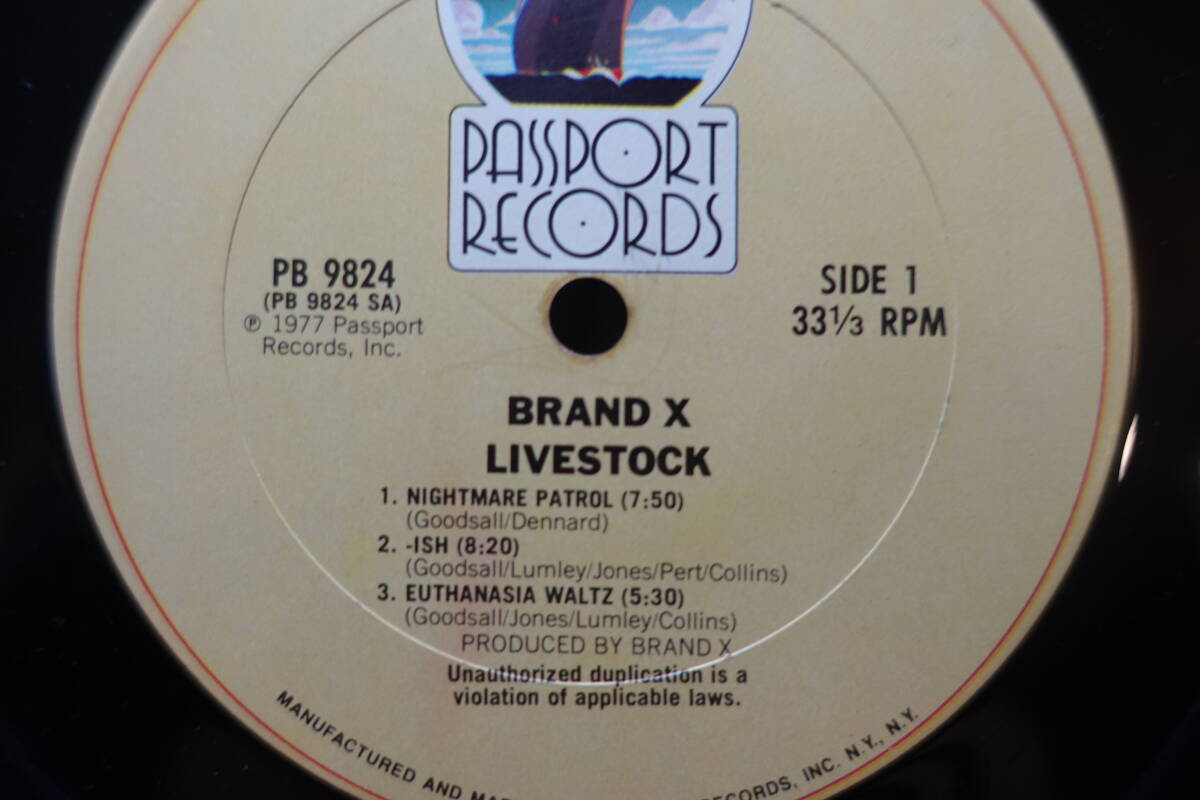 PASSPORT
RECORDS
PB 9824
(PB 9824 SA)
℗ 1977 Passport
Records, Inc.
SIDE 1
33⅓ RPM
BRAND X
LIVESTOCK
1. NIGHTMARE PATROL (7:50)
(Goodsall/Dennard)
2. -ISH (8:20)
(Goodsall/Lumley/Jones/Pert/Collins)
3. EUTHANASIA WALTZ (5:30)
(Goodsall/Jones/Lumley/Collins)
PRODUCED BY BRAND X
Unauthorized duplication is a
violation of applicable laws.
MANUFACTURED AND RECORDS, INC. N.Y., N.Y.